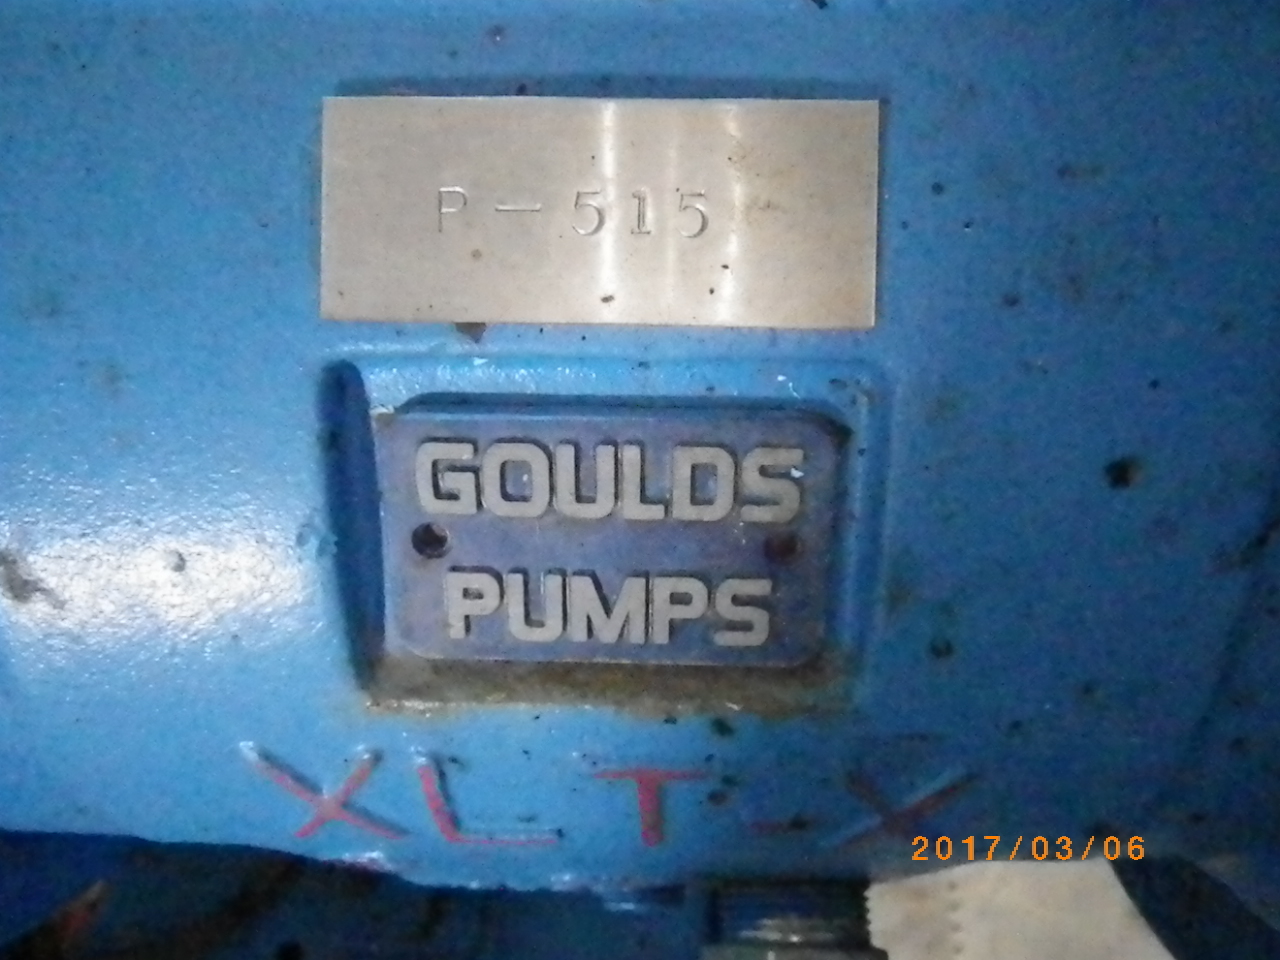 P-515
GOULDS
PUMPS
XLT-X
2017/03/06